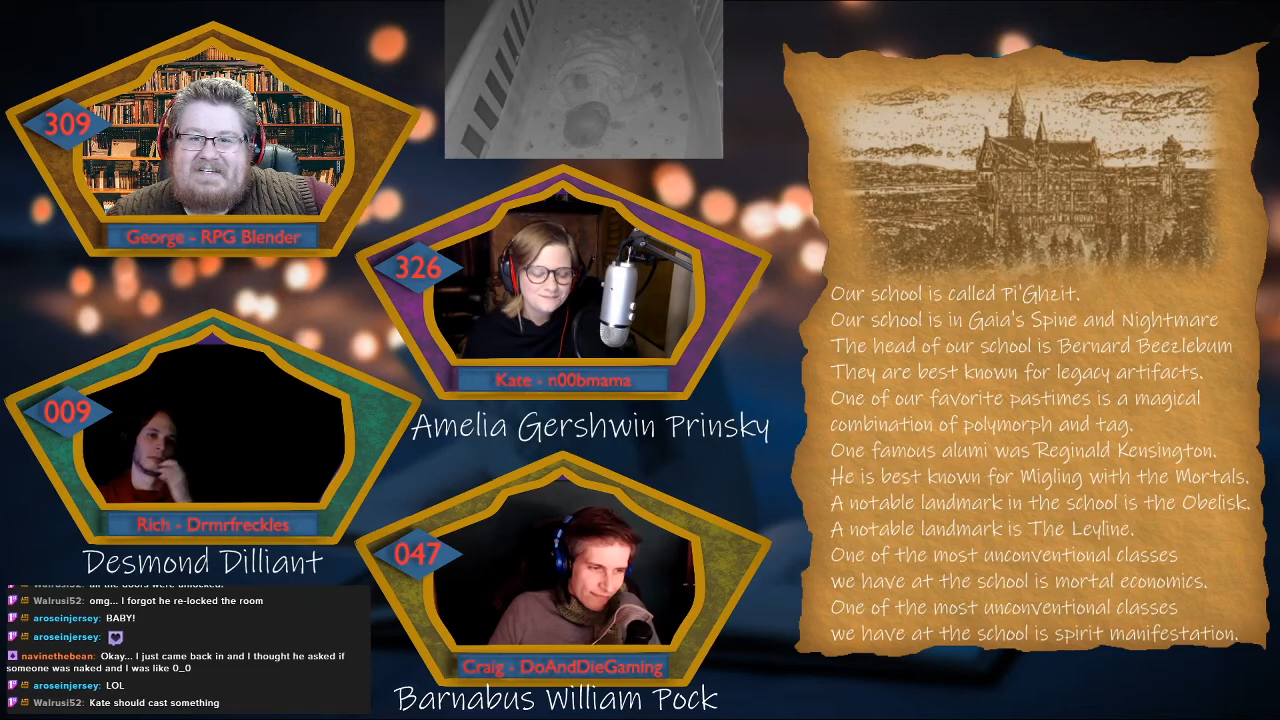 309
George - RPG Blender
326
Kate - n00bmama
Amelia Gershwin Prinsky
009
Rich - Drmrfreckles
Desmond Dilliant
047
Craig - DoAndDieGaming
Barnabus William Pock
Walrusi52: all the doors were unlocked!
Walrusi52: omg... I forgot he re-locked the room
aroseinjersey: BABY!
aroseinjersey:
navinethebean: Okay... I just came back in and I thought he asked if
someone was naked and I was like 0_0
aroseinjersey: LOL
Walrusi52: Kate should cast something
Our school is called Pi'Ghzit.
Our school is in Gaia's Spine and Nightmare
The head of our school is Bernard Beezlebum
They are best known for legacy artifacts.
One of our favorite pastimes is a magical
combination of polymorph and tag.
One famous alumi was Reginald Kensington.
He is best known for Migling with the Mortals.
A notable landmark in the school is the Obelisk.
A notable landmark is The Leyline.
One of the most unconventional classes
we have at the school is mortal economics.
One of the most unconventional classes
we have at the school is spirit manifestation.